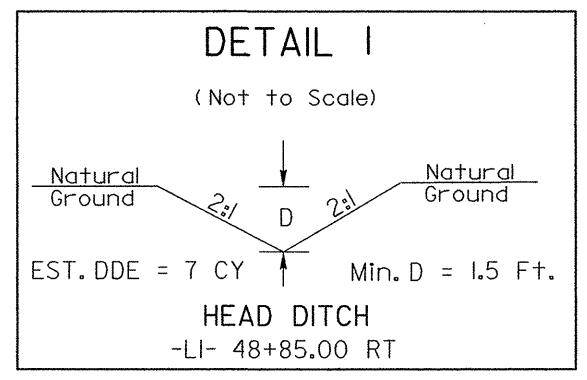 DETAIL 1
(Not to Scale)
Natural
Ground
2:1
D
2:1
Natural
Ground
EST. DDE = 7 CY
Min. D = 1.5 Ft.
HEAD DITCH
-L1- 48+85.00 RT